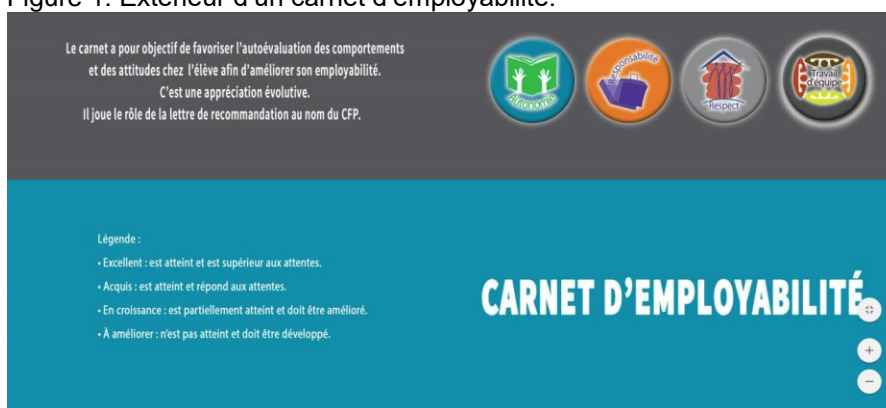 Figure 1: Extérieur d'un carnet d'employabilité.
Le carnet a pour objectif de favoriser l'autoévaluation des comportements
et des attitudes chez l'élève afin d'améliorer son employabilité.
C'est une appréciation évolutive.
Il joue le rôle de la lettre de recommandation au nom du CFP.
Autonomie
Responsabilité
Respect
Travail
d'équipe
Légende :
• Excellent : est atteint et est supérieur aux attentes.
• Acquis : est atteint et répond aux attentes.
• En croissance : est partiellement atteint et doit être amélioré.
• À améliorer : n'est pas atteint et doit être développé.
CARNET D'EMPLOYABILITÉ